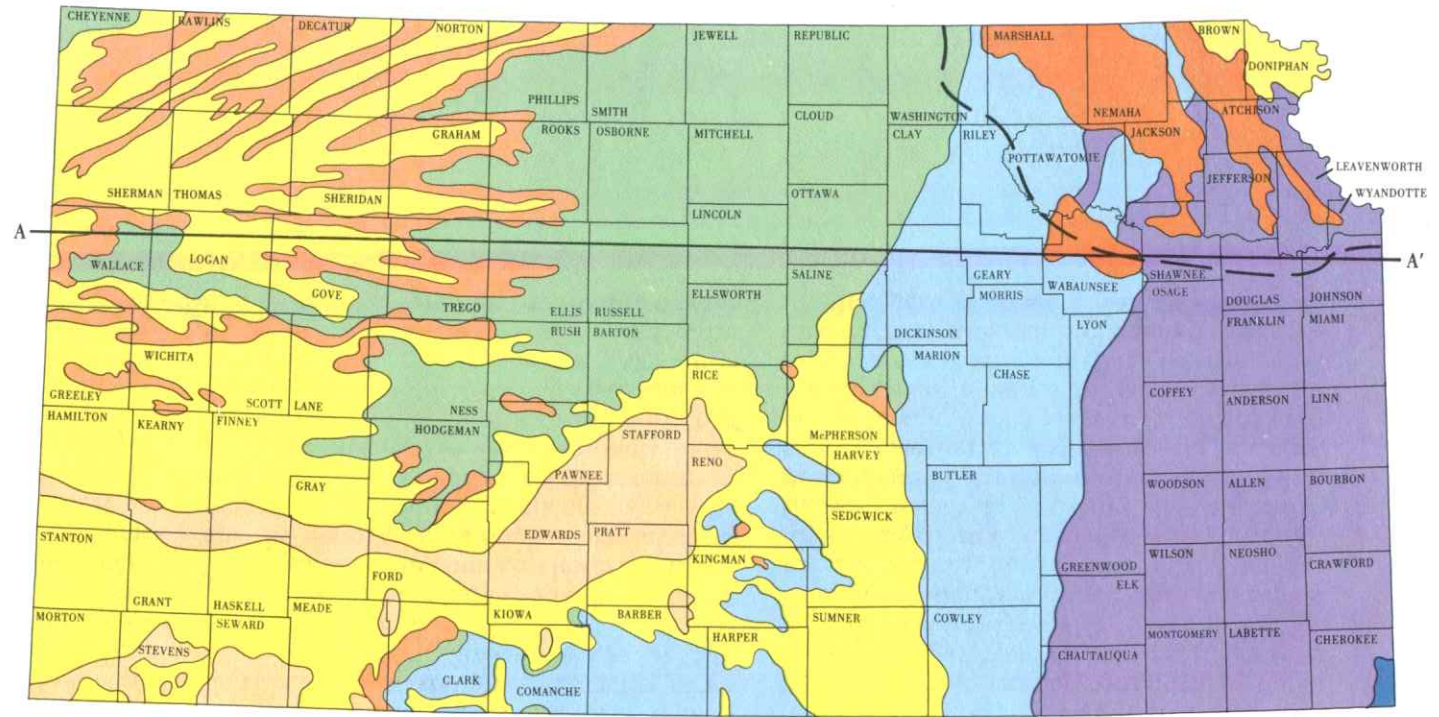 CHEYENNE RAWLINS DECATUR NORTON JEWELL REPUBLIC MARSHALL BROWN
DONIPHAN
PHILLIPS SMITH WASHINGTON NEMAHA ATCHISON
CLOUD
GRAHAM ROOKS OSBORNE MITCHELL CLAY RILEY JACKSON
POTTAWATOMIE
LEAVENWORTH
JEFFERSON
WYANDOTTE
SHERMAN THOMAS SHERIDAN OTTAWA
LINCOLN
A A'
WALLACE LOGAN SALINE GEARY SHAWNEE
GOVE ELLSWORTH MORRIS WABAUNSEE OSAGE
TREGO ELLIS RUSSELL DOUGLAS JOHNSON
RUSH BARTON DICKINSON LYON FRANKLIN MIAMI
WICHITA MARION
GREELEY SCOTT LANE NESS RICE CHASE COFFEY ANDERSON LINN
HAMILTON KEARNY FINNEY HODGEMAN STAFFORD McPHERSON
PAWNEE RENO HARVEY
GRAY BUTLER WOODSON ALLEN BOURBON
EDWARDS PRATT SEDGWICK
STANTON KINGMAN WILSON NEOSHO CRAWFORD
GRANT HASKELL FORD GREENWOOD
MEADE ELK
MORTON SEWARD KIOWA BARBER SUMNER COWLEY
STEVENS HARPER MONTGOMERY LABETTE CHEROKEE
CLARK COMANCHE CHAUTAUQUA